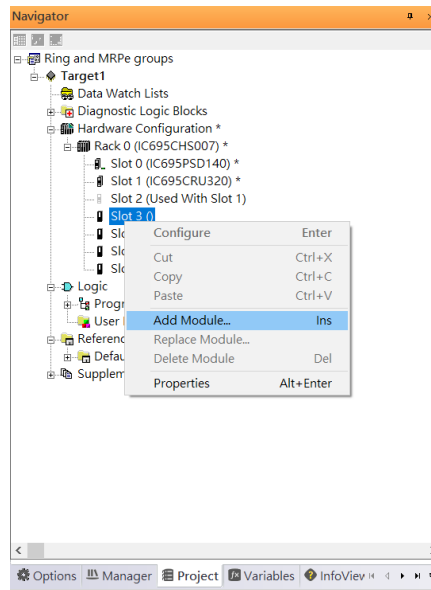 Navigator
Ring and MRPe groups
Target1
Data Watch Lists
Diagnostic Logic Blocks
Hardware Configuration *
Rack 0 (IC695CHS007) *
Slot 0 (IC695PSD140) *
Slot 1 (IC695CRU320) *
Slot 2 (Used With Slot 1)
Slot 3 ()
Configure Enter
Cut Ctrl+X
Copy Ctrl+C
Paste Ctrl+V
Add Module... Ins
Replace Module...
Delete Module Del
Properties Alt+Enter
Logic
User
Options Manager Project Variables InfoView